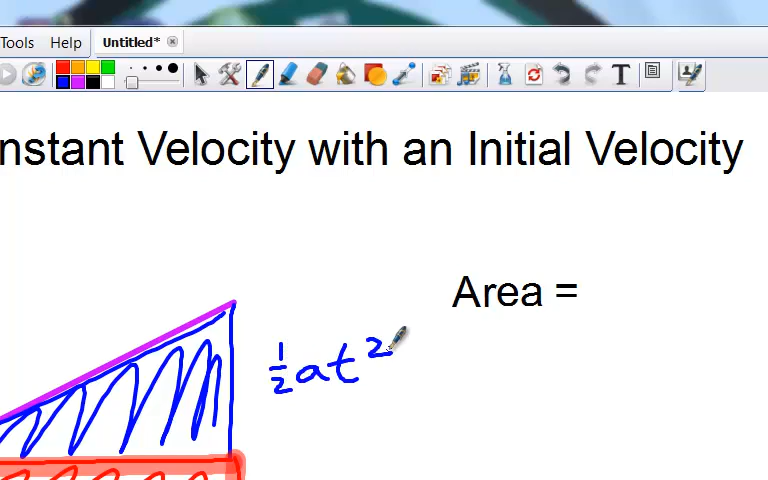 Tools Help Untitled*
nstant Velocity with an Initial Velocity
Area =
½at²